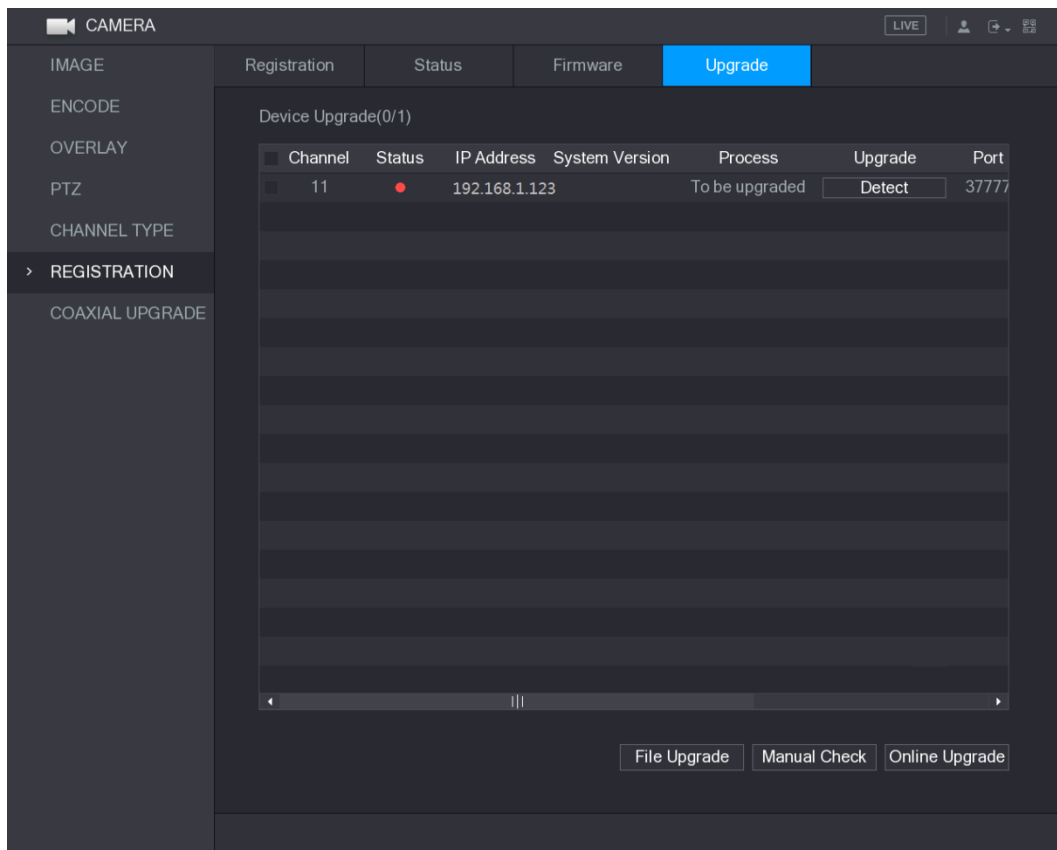 CAMERA LIVE
IMAGE
ENCODE
OVERLAY
PTZ
CHANNEL TYPE
> REGISTRATION
COAXIAL UPGRADE
Registration Status Firmware Upgrade
Device Upgrade(0/1)
Channel Status IP Address System Version Process Upgrade Port
11 192.168.1.123 To be upgraded Detect 37777
File Upgrade Manual Check Online Upgrade